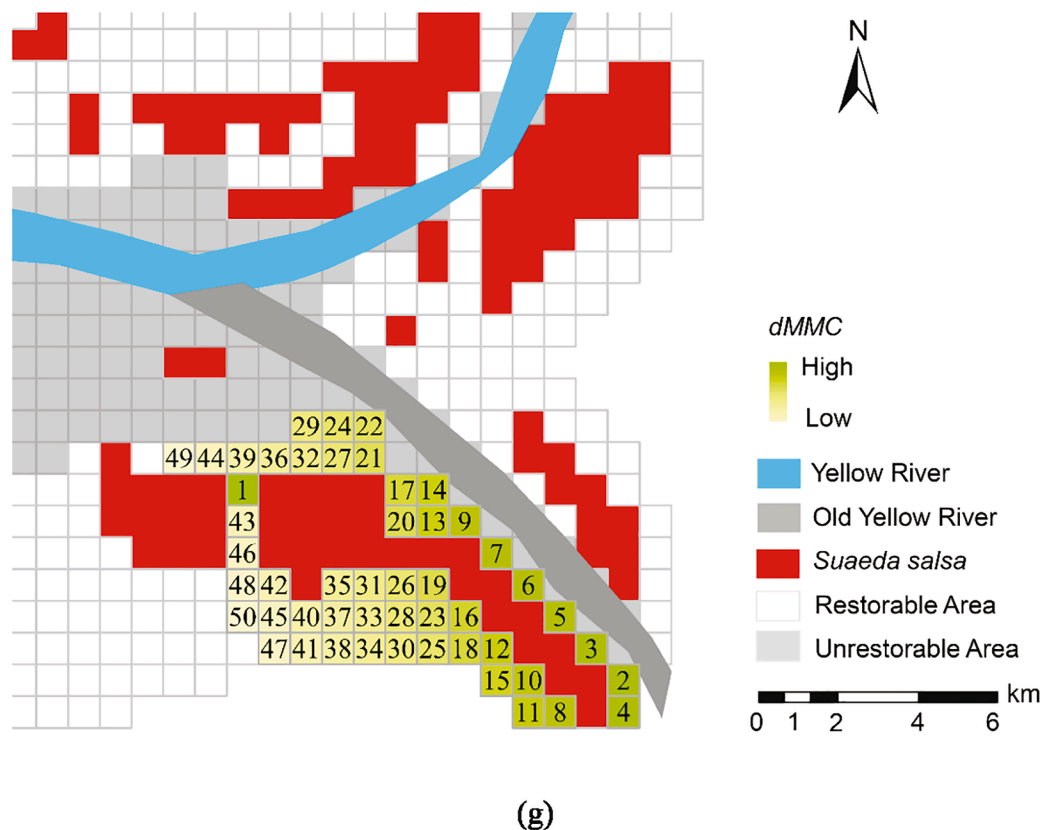 N
dMMC
High
Low
Yellow River
Old Yellow River
Suaeda salsa
Restorable Area
Unrestorable Area
km
0 1 2 4 6
29 24 22
49 44 39 36 32 27 21
1 17 14
43 20 13 9
46 7
48 42 35 31 26 19 6
50 45 40 37 33 28 23 16 5
47 41 38 34 30 25 18 12 3
15 10 2
11 8 4
(g)